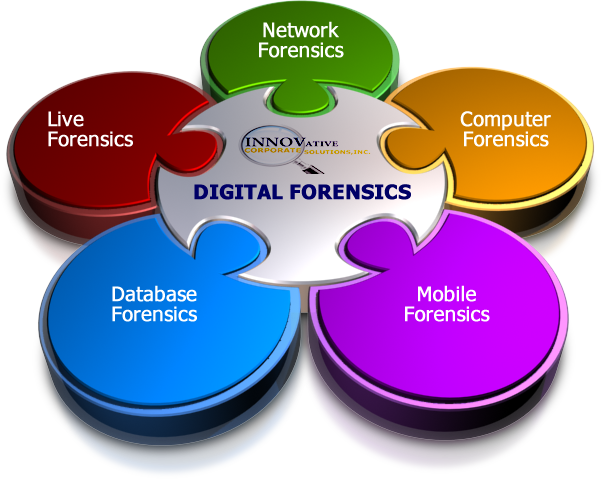 Network
Forensics
Live
Forensics
Computer
Forensics
INNOVATIVE
CORPORATE SOLUTIONS, INC.
DIGITAL FORENSICS
Database
Forensics
Mobile
Forensics